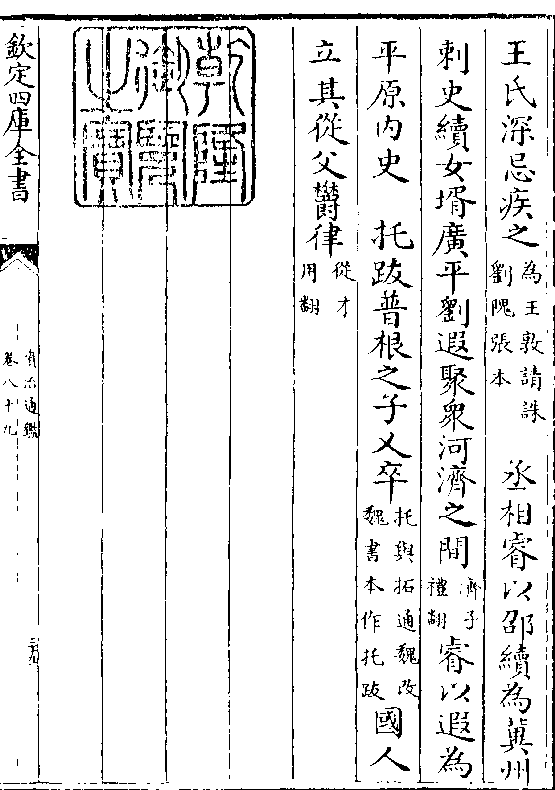 王氏深忌疾之為王敦請誅劉隗張本　丞相睿以邵續為冀州
刺史續女壻廣平劉遐聚衆河濟之間濟子禮翻睿以遐為
平原內史　托跋普根之子乂卒托與拓通魏改魏書本作托跋國人
立其從父鬱律從才用翻
乾隆御覽之寶
欽定四庫全書
資治通鑑
卷八十九